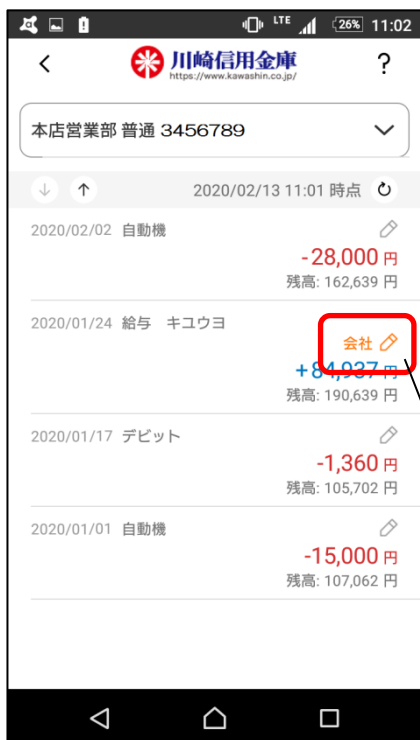 LTE 26% 11:02
川崎信用金庫 ?
https://www.kawashin.co.jp/
本店営業部 普通 3456789
2020/02/13 11:01 時点
2020/02/02 自動機
-28,000 円
残高: 162,639 円
2020/01/24 給与 キユウヨ
会社
+84,937 円
残高: 190,639 円
2020/01/17 デビット
-1,360 円
残高: 105,702 円
2020/01/01 自動機
-15,000 円
残高: 107,062 円